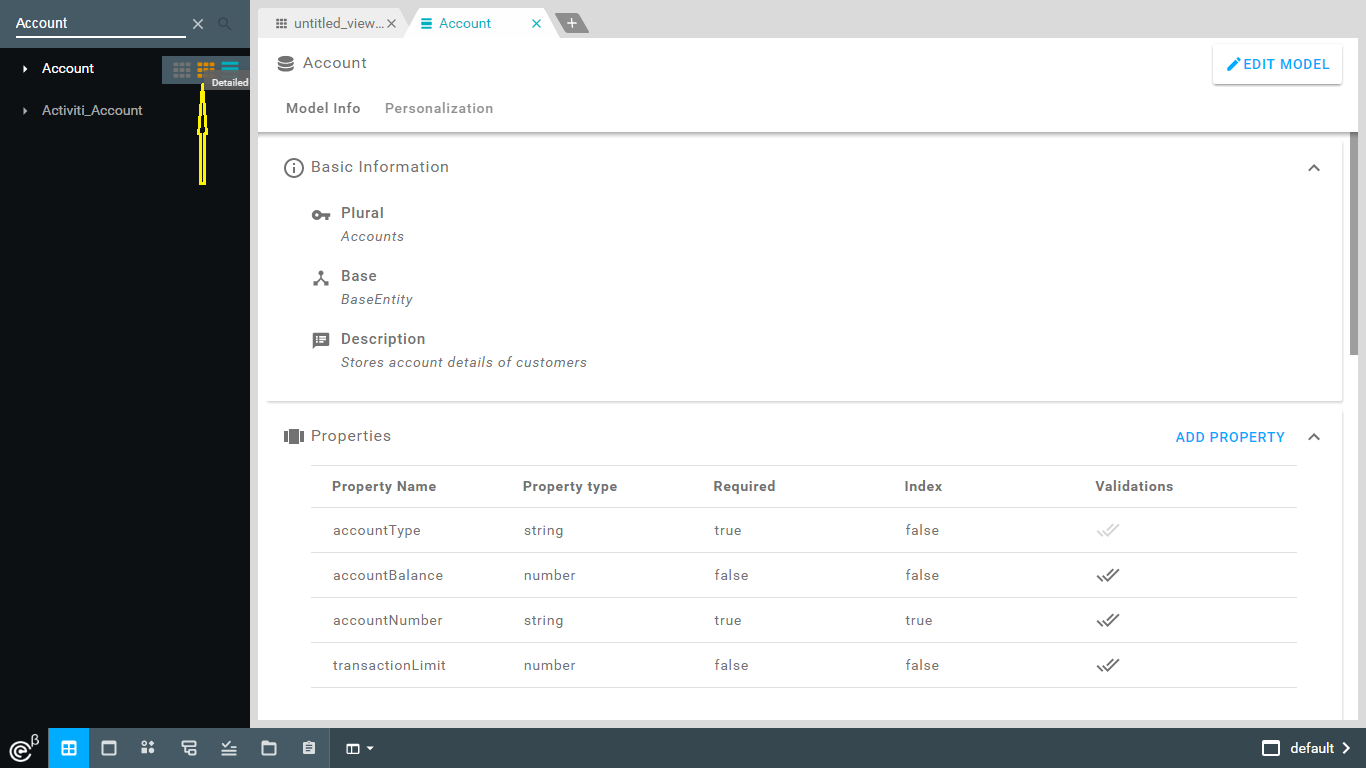 Account
Account
Detailed
Activiti_Account
untitled_view...
Account
Account
EDIT MODEL
Model Info Personalization
Basic Information
Plural
Accounts
Base
BaseEntity
Description
Stores account details of customers
Properties
ADD PROPERTY
Property Name Property type Required Index Validations
accountType string true false
accountBalance number false false
accountNumber string true true
transactionLimit number false false
β
default